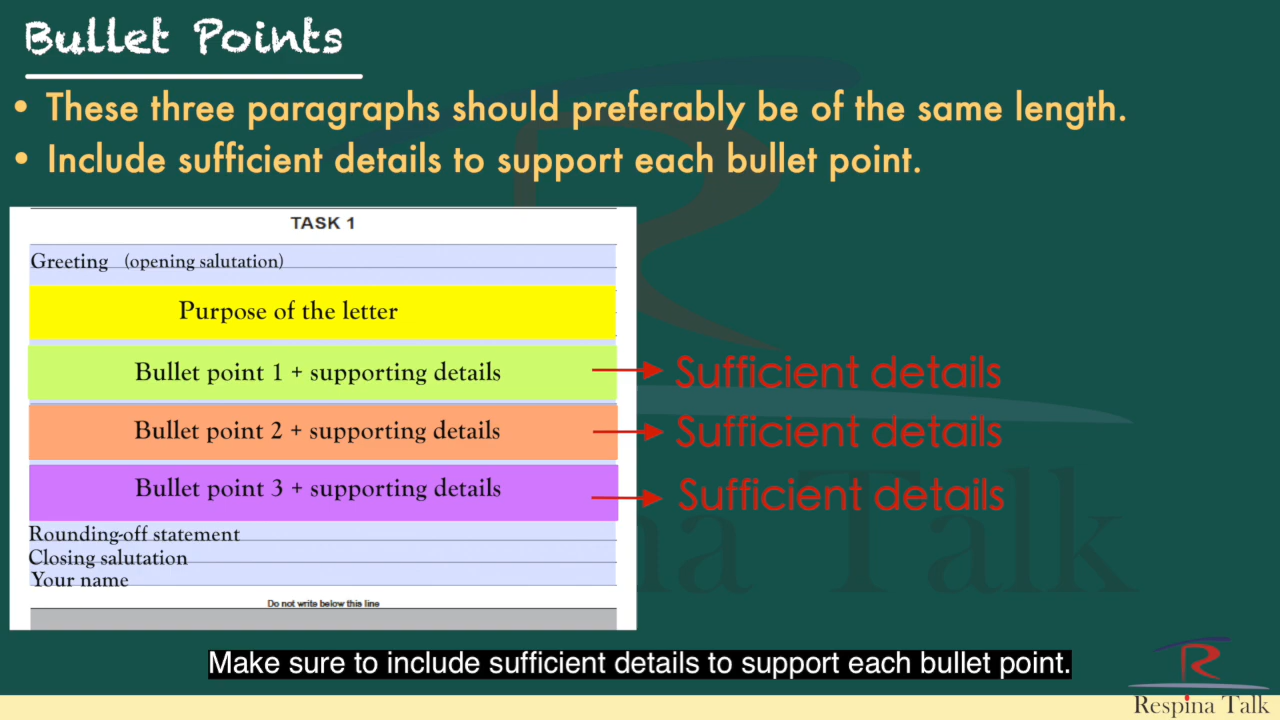 Bullet Points
• These three paragraphs should preferably be of the same length.
• Include sufficient details to support each bullet point.
TASK 1
Greeting (opening salutation)
Purpose of the letter
Bullet point 1 + supporting details
Sufficient details
Bullet point 2 + supporting details
Sufficient details
Bullet point 3 + supporting details
Sufficient details
Rounding-off statement
Closing salutation
Your name
Do not write below this line
Make sure to include sufficient details to support each bullet point.
Respina Talk